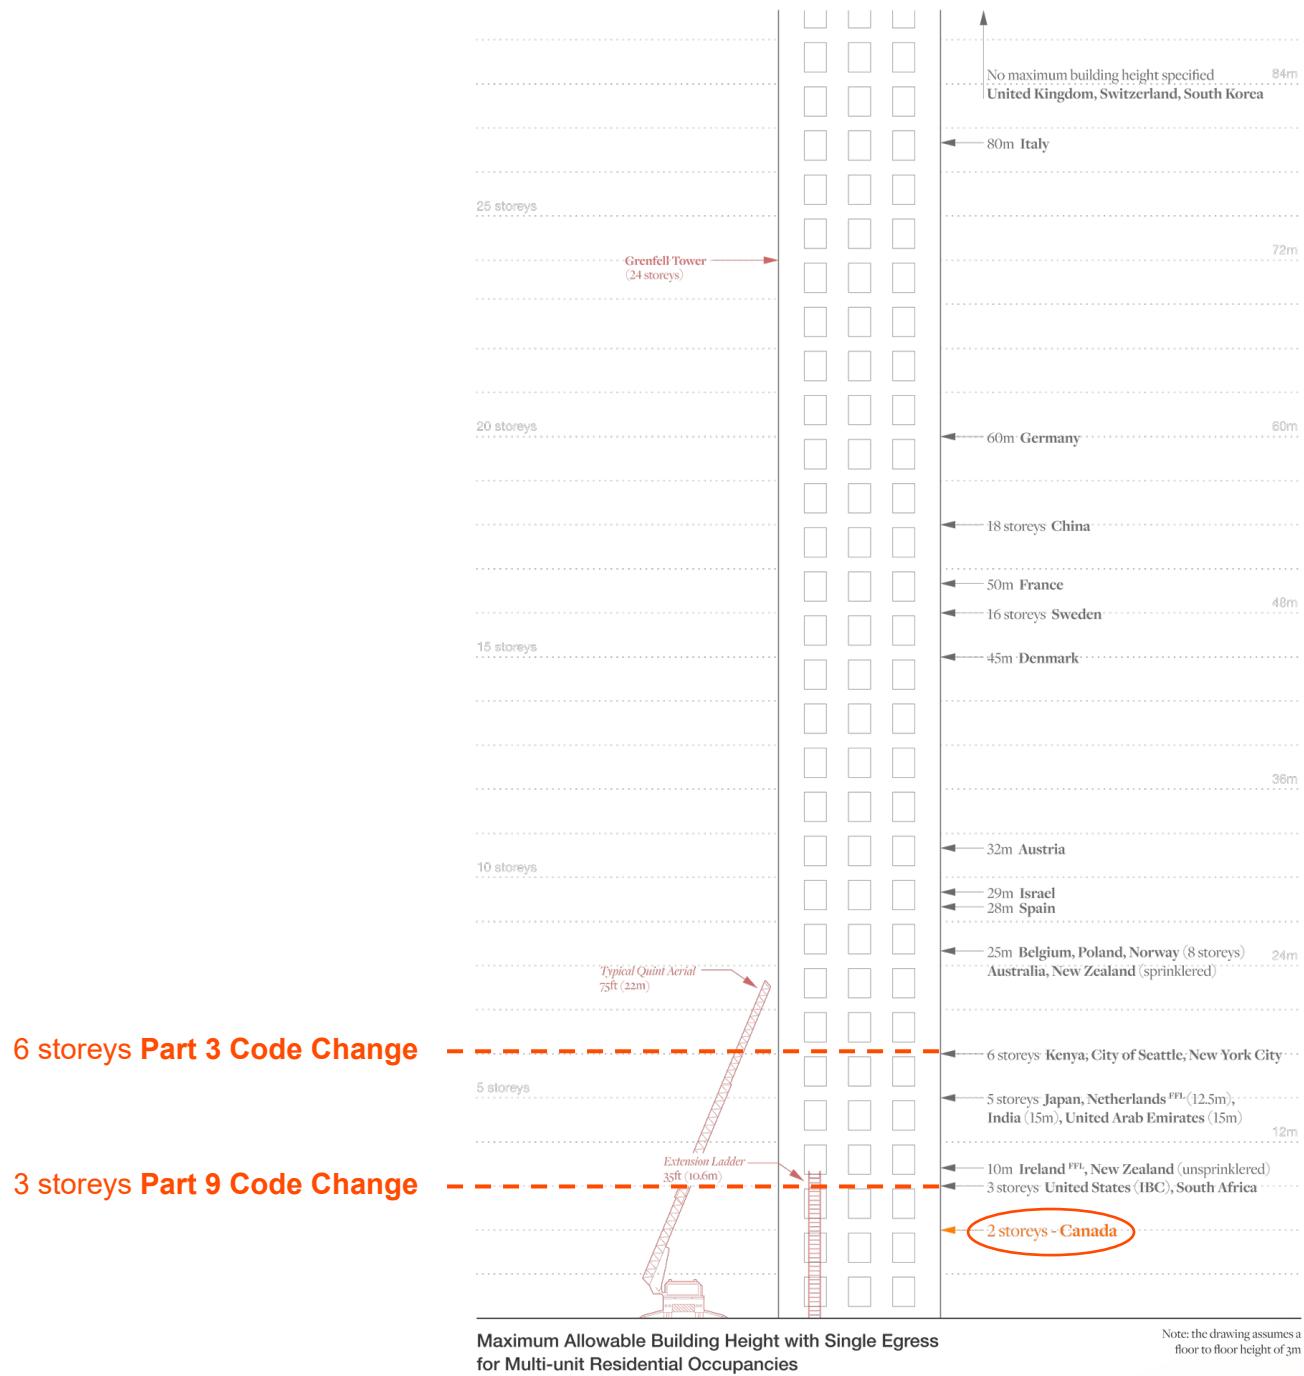 No maximum building height specified
84m
United Kingdom, Switzerland, South Korea
80m Italy
25 storeys
72m
Grenfell Tower
(24 storeys)
20 storeys
60m
60m Germany
18 storeys China
50m France
48m
16 storeys Sweden
15 storeys
45m Denmark
36m
32m Austria
10 storeys
29m Israel
28m Spain
25m Belgium, Poland, Norway (8 storeys)
24m
Australia, New Zealand (sprinklered)
Typical Quint Aerial
75ft (22m)
6 storeys Part 3 Code Change
6 storeys Kenya, City of Seattle, New York City
5 storeys
5 storeys Japan, Netherlands FFL (12.5m),
India (15m), United Arab Emirates (15m)
12m
Extension Ladder
35ft (10.6m)
10m Ireland FFL, New Zealand (unsprinklered)
3 storeys Part 9 Code Change
3 storeys United States (IBC), South Africa
2 storeys - Canada
Maximum Allowable Building Height with Single Egress
for Multi-unit Residential Occupancies
Note: the drawing assumes a
floor to floor height of 3m